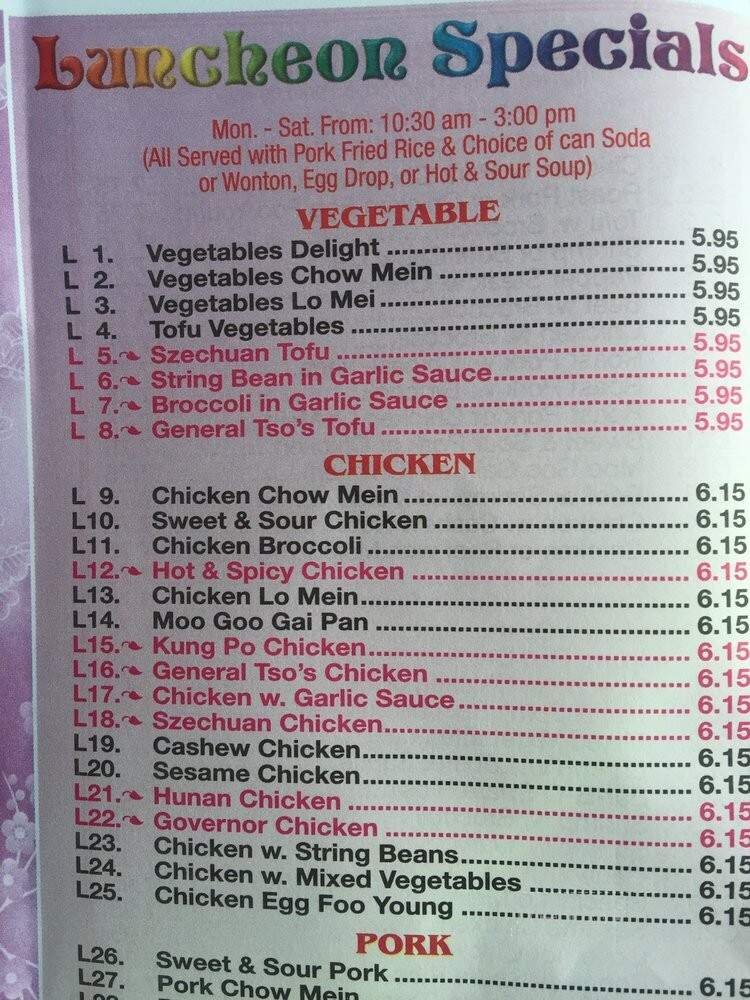 Luncheon Specials
Mon. - Sat. From: 10:30 am - 3:00 pm
(All Served with Pork Fried Rice & Choice of can Soda
or Wonton, Egg Drop, or Hot & Sour Soup)
VEGETABLE
L 1. Vegetables Delight 5.95
L 2. Vegetables Chow Mein 5.95
L 3. Vegetables Lo Mei 5.95
L 4. Tofu Vegetables 5.95
L 5. Szechuan Tofu 5.95
L 6. String Bean in Garlic Sauce 5.95
L 7. Broccoli in Garlic Sauce 5.95
L 8. General Tso's Tofu 5.95
CHICKEN
L 9. Chicken Chow Mein 6.15
L10. Sweet & Sour Chicken 6.15
L11. Chicken Broccoli 6.15
L12. Hot & Spicy Chicken 6.15
L13. Chicken Lo Mein 6.15
L14. Moo Goo Gai Pan 6.15
L15. Kung Po Chicken 6.15
L16. General Tso's Chicken 6.15
L17. Chicken w. Garlic Sauce 6.15
L18. Szechuan Chicken 6.15
L19. Cashew Chicken 6.15
L20. Sesame Chicken 6.15
L21. Hunan Chicken 6.15
L22. Governor Chicken 6.15
L23. Chicken w. String Beans 6.15
L24. Chicken w. Mixed Vegetables 6.15
L25. Chicken Egg Foo Young 6.15
PORK
L26. Sweet & Sour Pork 6.15
L27. Pork Chow Mein